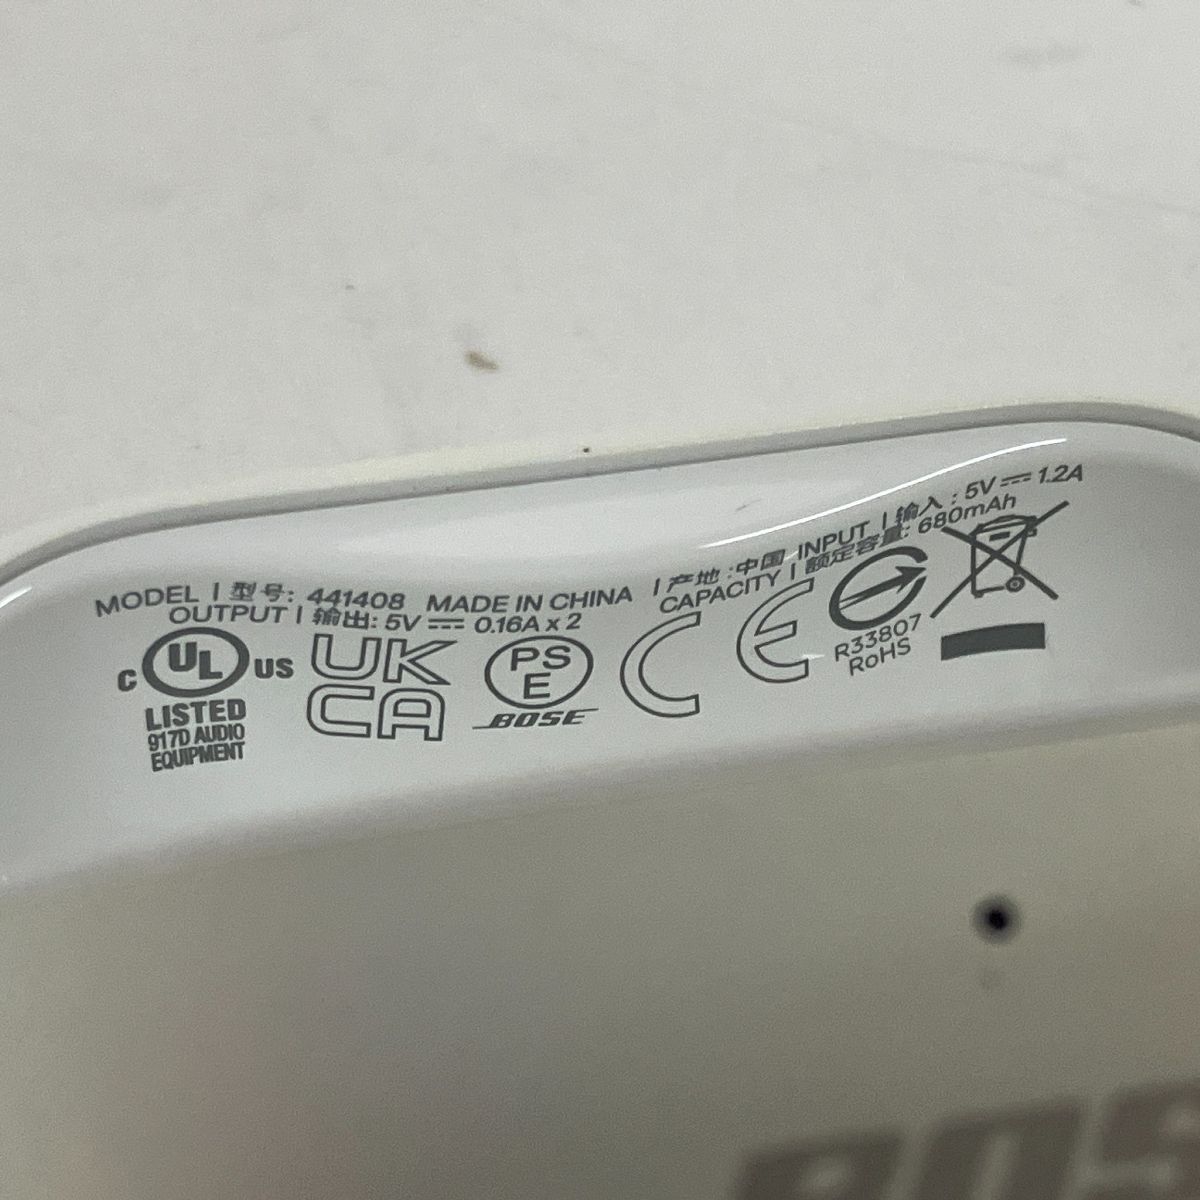 MODEL | 型号: 441408 MADE IN CHINA | 产地 : 中国 INPUT | 输入 : 5V ⎓ 1.2A
OUTPUT | 输出: 5V ⎓ 0.16A x 2 CAPACITY | 额定容量: 680mAh
C UL US
LISTED
917D AUDIO
EQUIPMENT
UK
CA
PS
E
BOSE
CE
R33807
RoHS
BOS